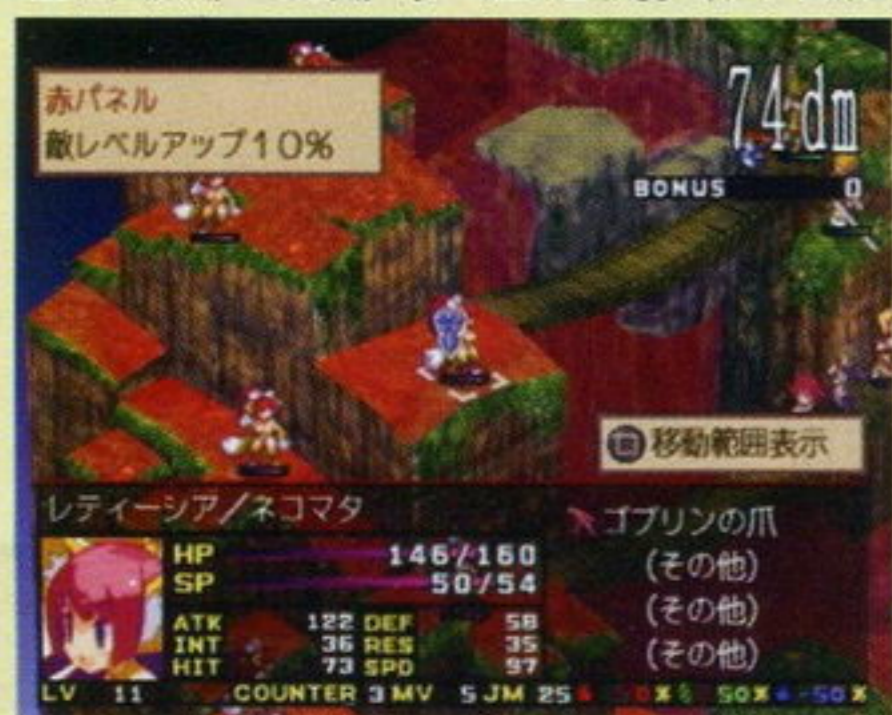 赤パネル
敵レベルアップ10%
74dm
BONUS 0
R 移動範囲表示
レティーシア/ネコマタ
ゴブリンの爪
HP 146/160
(その他)
SP 50/54
(その他)
ATK 122 DEF 58
INT 36 RES 35
(その他)
HIT 73 SPD 97
LV 11 COUNTER 3 MV 5 JM 25 50% -50%